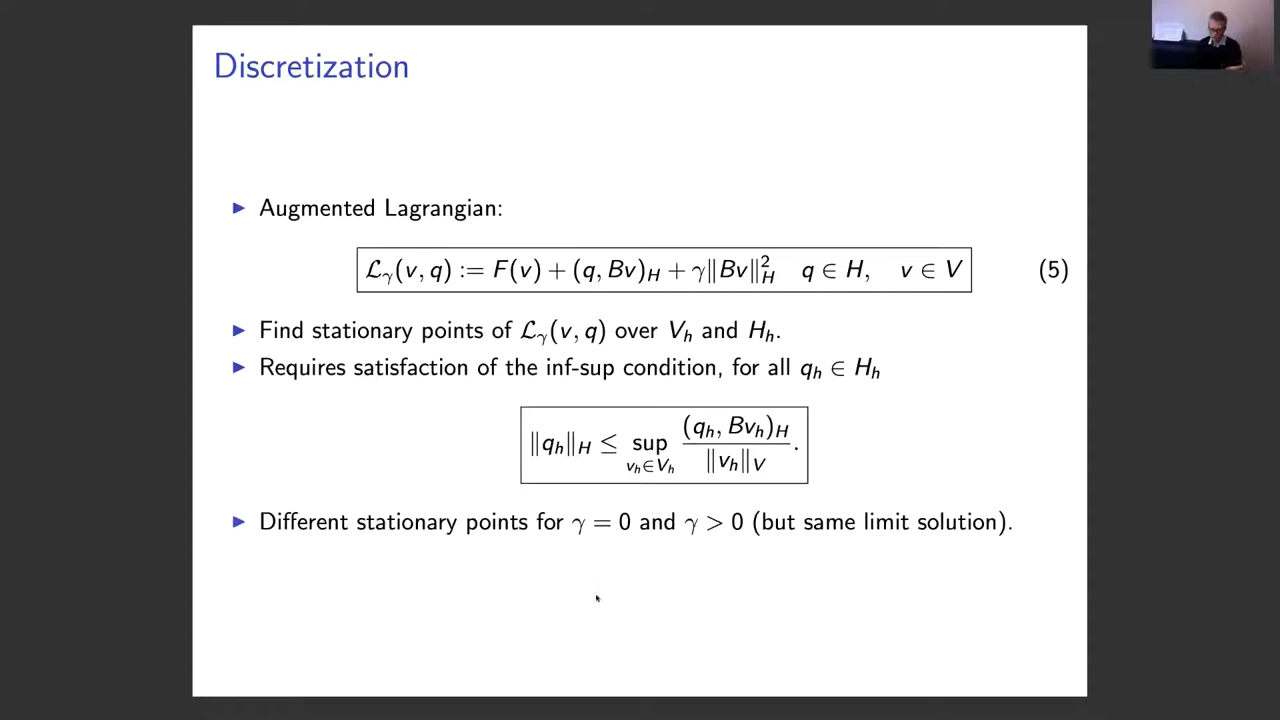 Discretization
▶ Augmented Lagrangian:
ℒ_γ(v, q) := F(v) + (q, Bv)_H + γ‖Bv‖²_H   q ∈ H,   v ∈ V   (5)
▶ Find stationary points of ℒ_γ(v, q) over V_h and H_h.
▶ Requires satisfaction of the inf-sup condition, for all q_h ∈ H_h
‖q_h‖_H ≤ sup_{v_h∈V_h} (q_h, Bv_h)_H / ‖v_h‖_V.
▶ Different stationary points for γ = 0 and γ > 0 (but same limit solution).